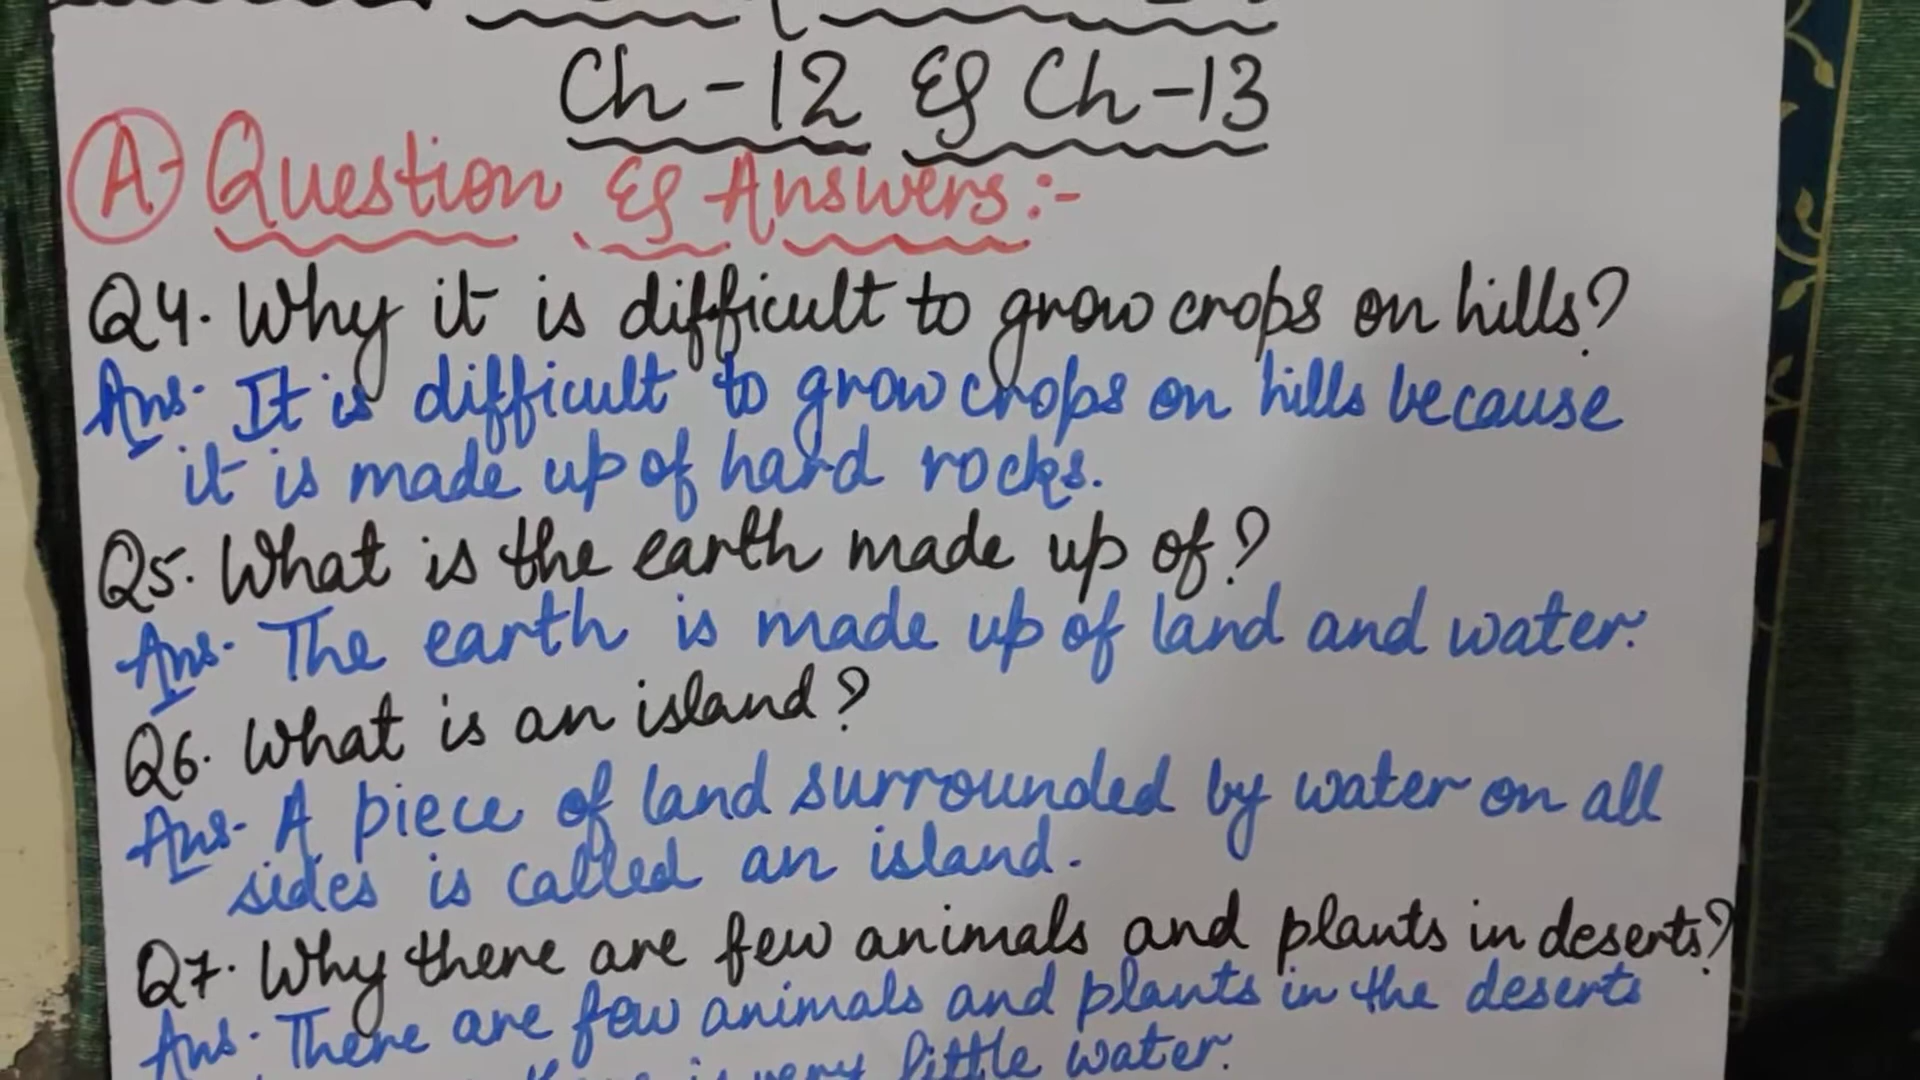 Ch-12 & Ch-13
A. Question & Answers:-
Q4. Why it is difficult to grow crops on hills?
Ans. It is difficult to grow crops on hills because
it is made up of hard rocks.
Q5. What is the earth made up of?
Ans. The earth is made up of land and water.
Q6. What is an island?
Ans- A piece of land surrounded by water on all
sides is called an island.
Q7. Why there are few animals and plants in deserts?
Ans. There are few animals and plants in the deserts
is very little water.